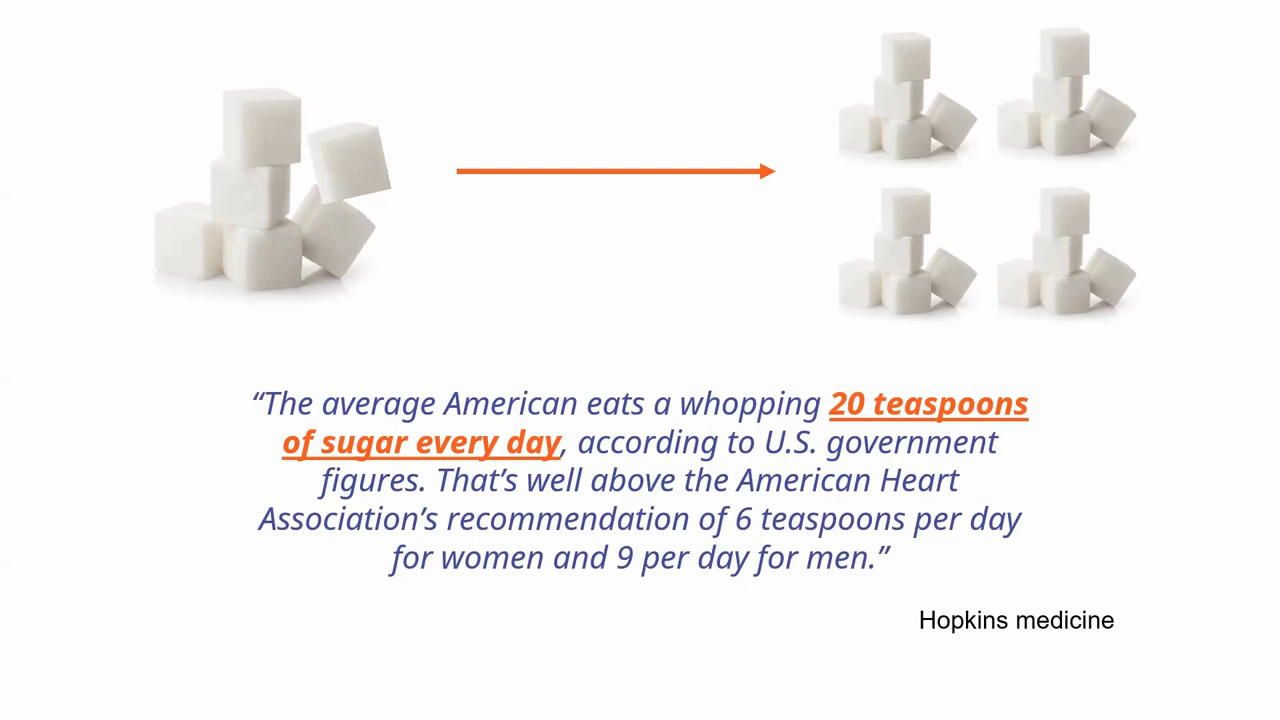 “The average American eats a whopping 20 teaspoons
of sugar every day, according to U.S. government
figures. That’s well above the American Heart
Association’s recommendation of 6 teaspoons per day
for women and 9 per day for men.”
Hopkins medicine